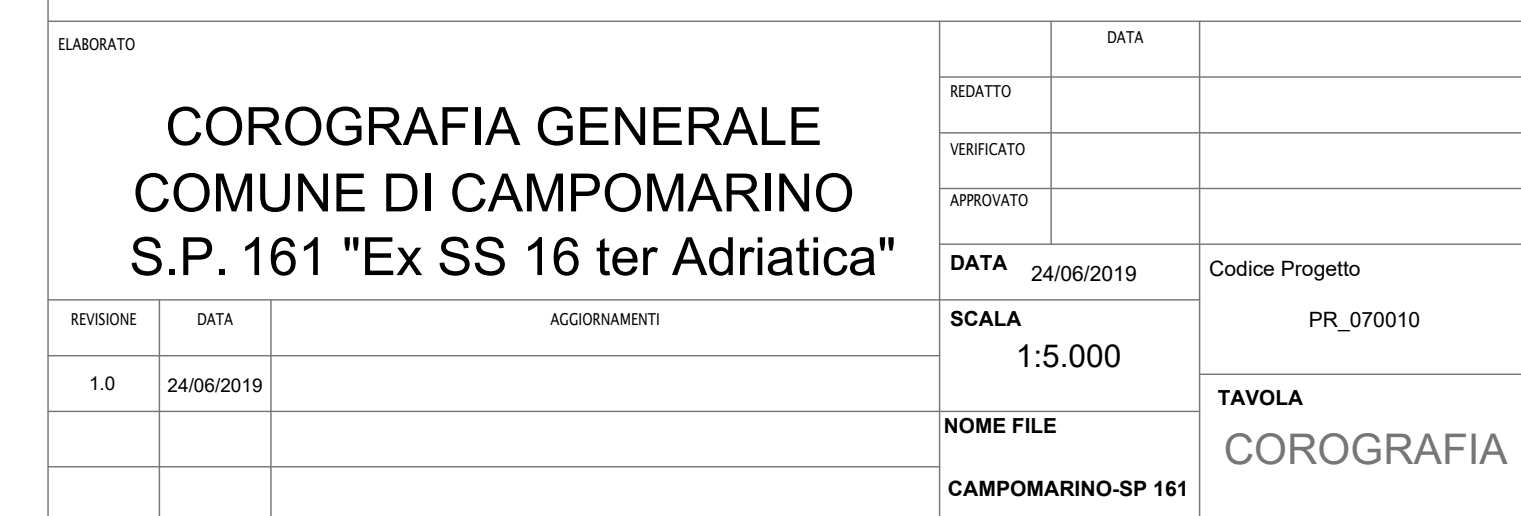 ELABORATO
COROGRAFIA GENERALE
COMUNE DI CAMPOMARINO
S.P. 161 "Ex SS 16 ter Adriatica"
REVISIONE DATA AGGIORNAMENTI
1.0 24/06/2019
DATA
REDATTO
VERIFICATO
APPROVATO
DATA 24/06/2019
SCALA
1:5.000
NOME FILE
CAMPOMARINO-SP 161
Codice Progetto
PR_070010
TAVOLA
COROGRAFIA